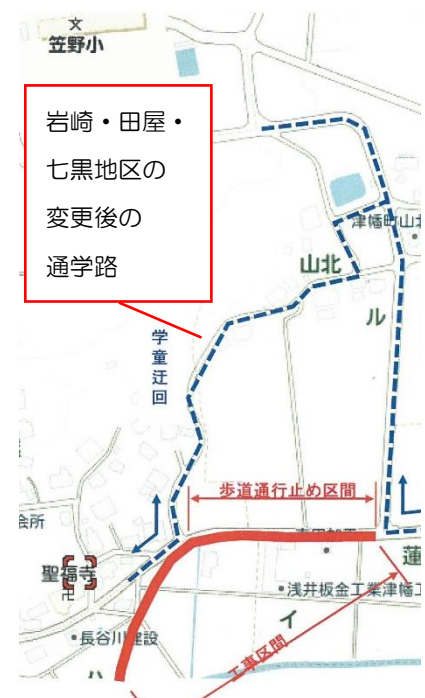 文
笠野小
岩崎・田屋・
七黒地区の
変更後の
通学路
津幡町山北
山北
ル
学童迂回
歩道通行止め区間
会所
聖福寺
卍
蓮
浅井板金工業津幡工
イ
長谷川建設
工事区間
ハ